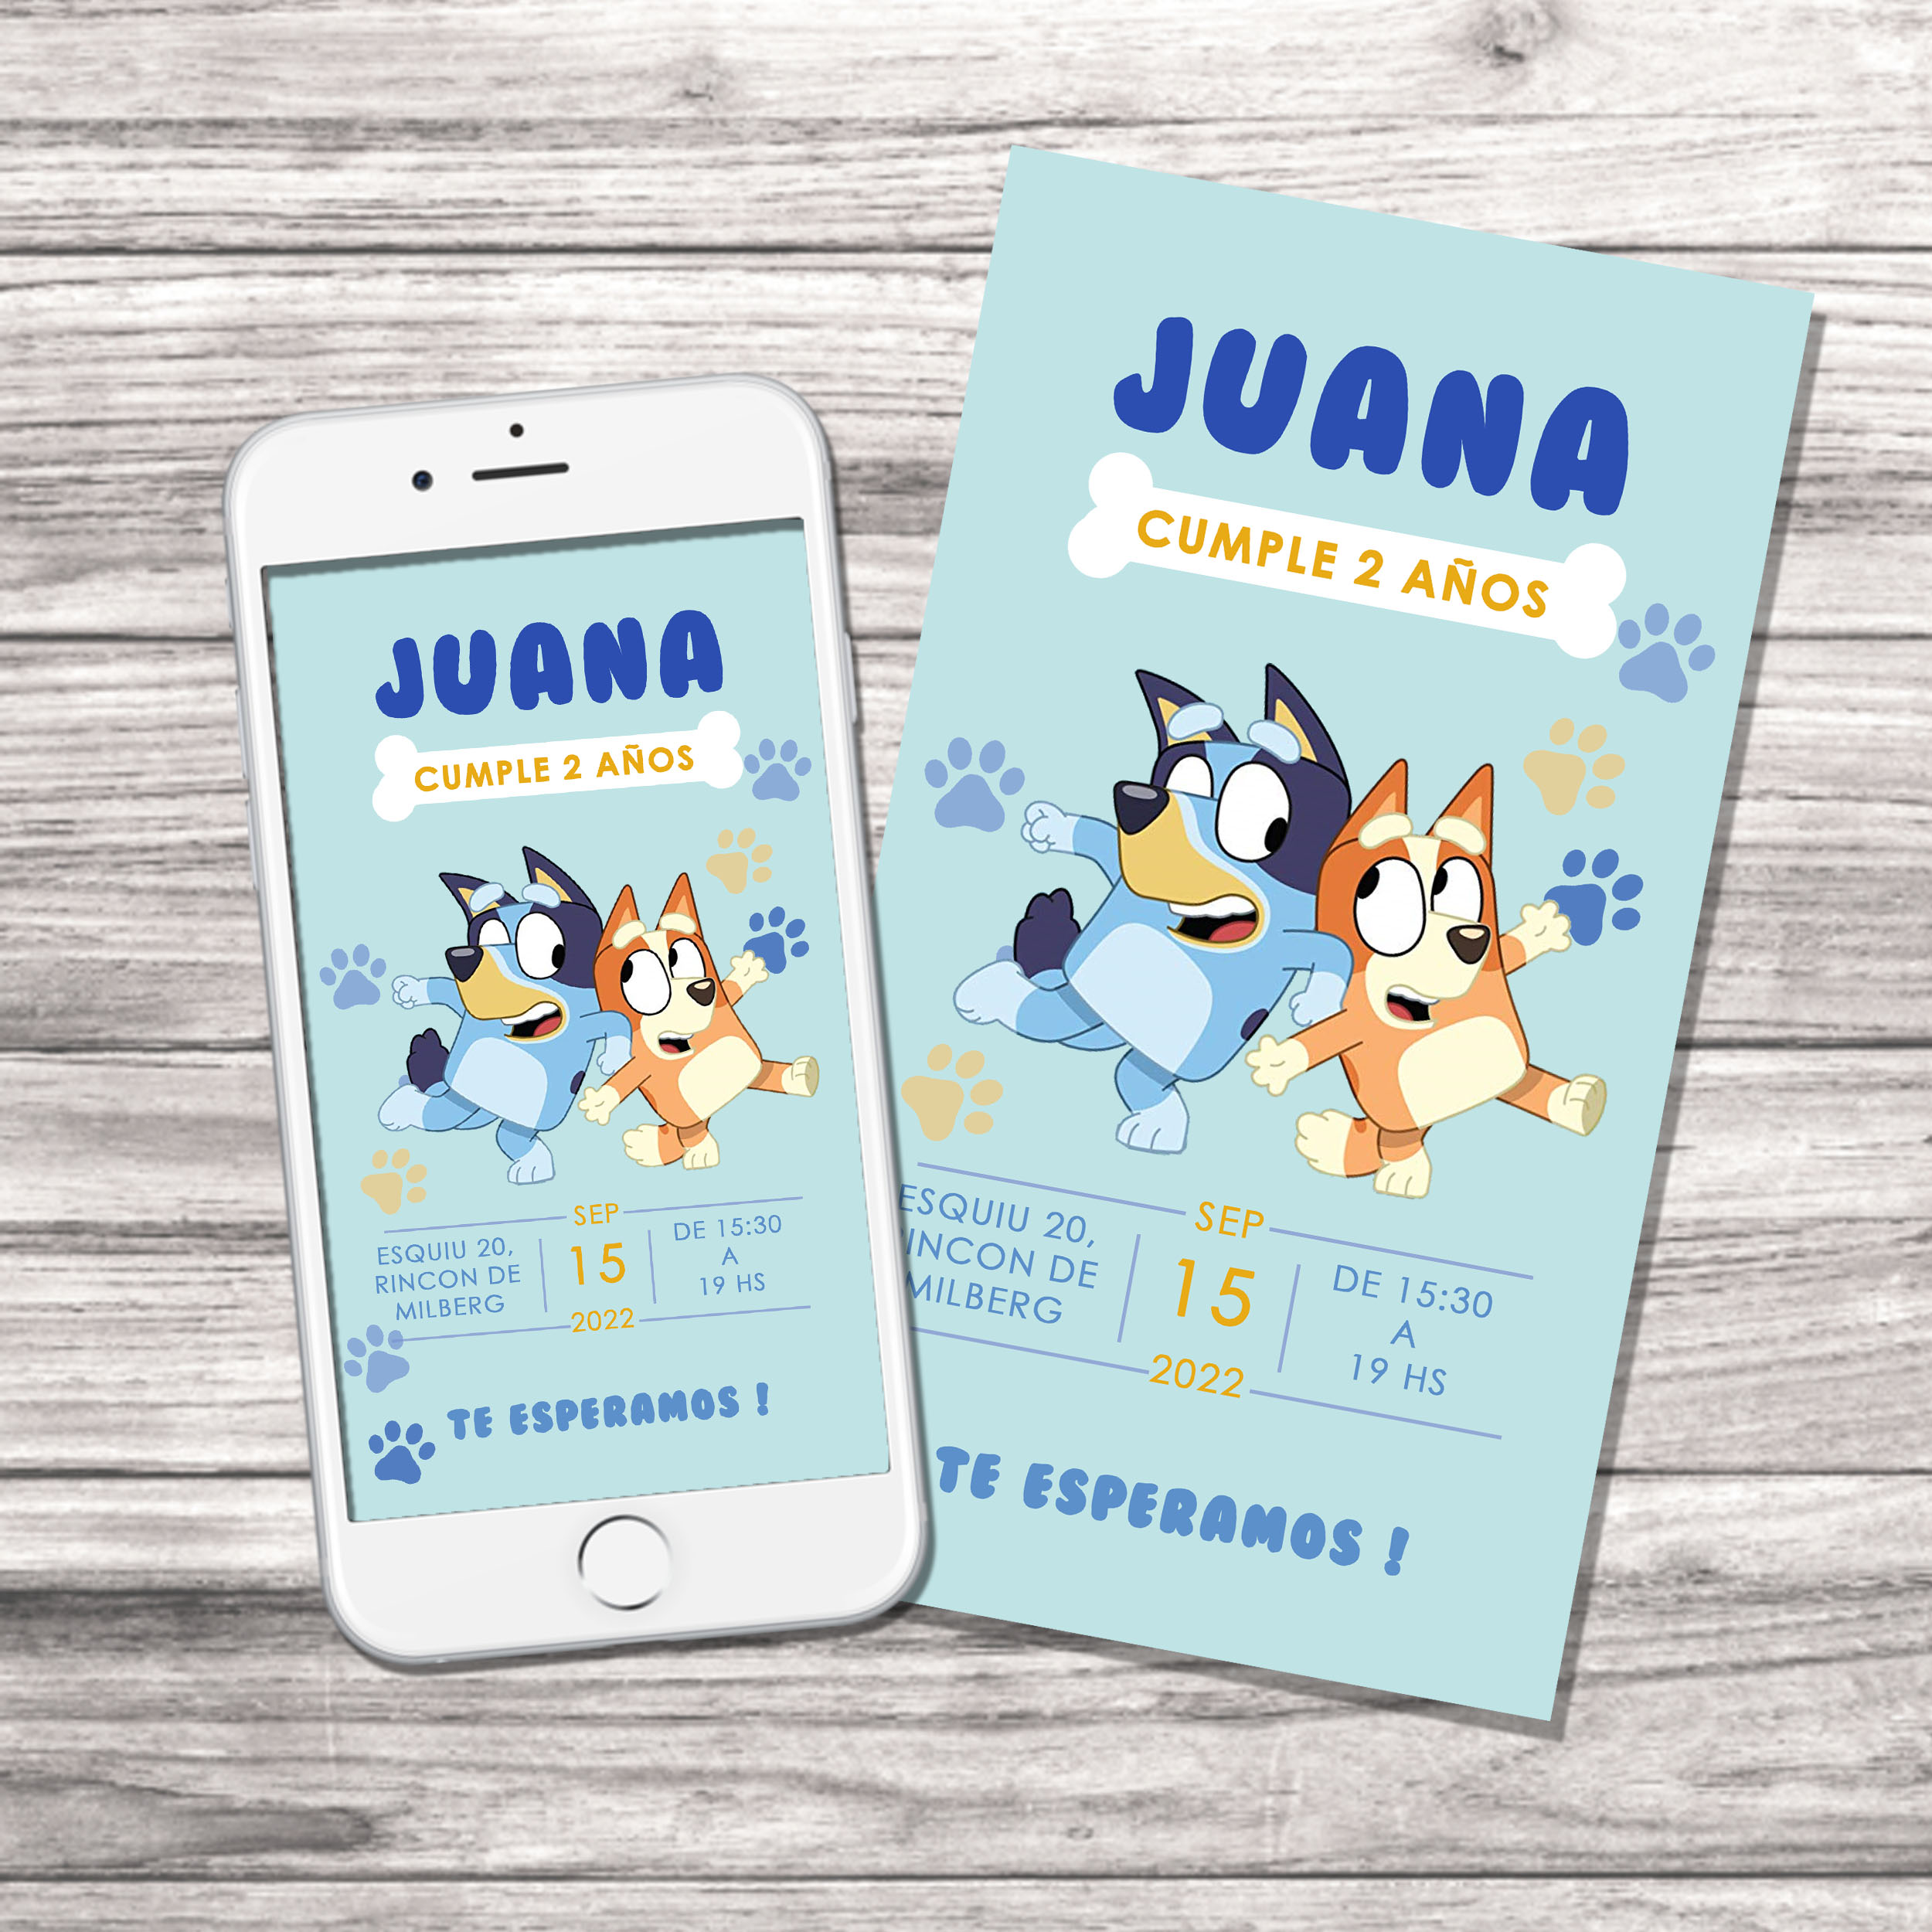 JUANA
CUMPLE 2 AÑOS
ESQUIU 20,
RINCON DE
MILBERG
SEP
15
2022
DE 15:30
A
19 HS
TE ESPERAMOS !
JUANA
CUMPLE 2 AÑOS
ESQUIU 20,
INCON DE
MILBERG
SEP
15
2022
DE 15:30
A
19 HS
TE ESPERAMOS !